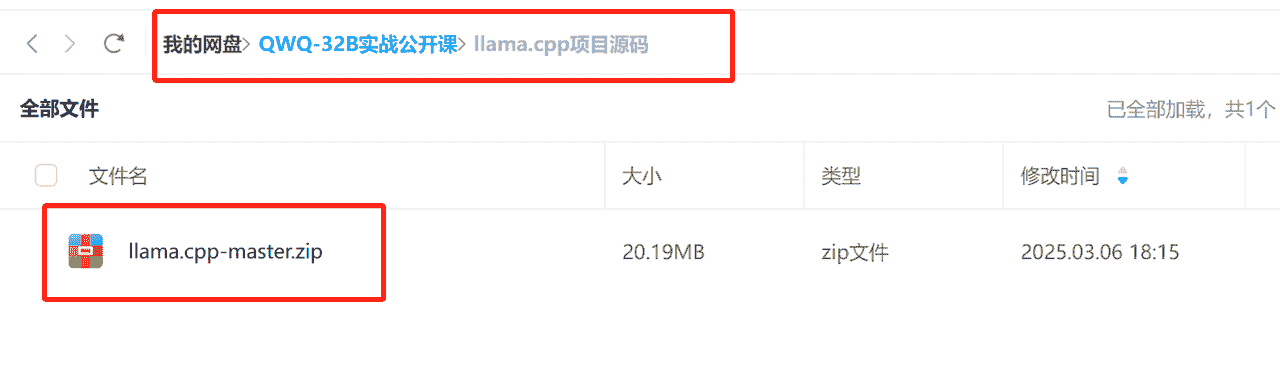 我的网盘> QWQ-32B实战公开课> llama.cpp项目源码
全部文件 已全部加载，共1个
文件名 大小 类型 修改时间
llama.cpp-master.zip 20.19MB zip文件 2025.03.06 18:15